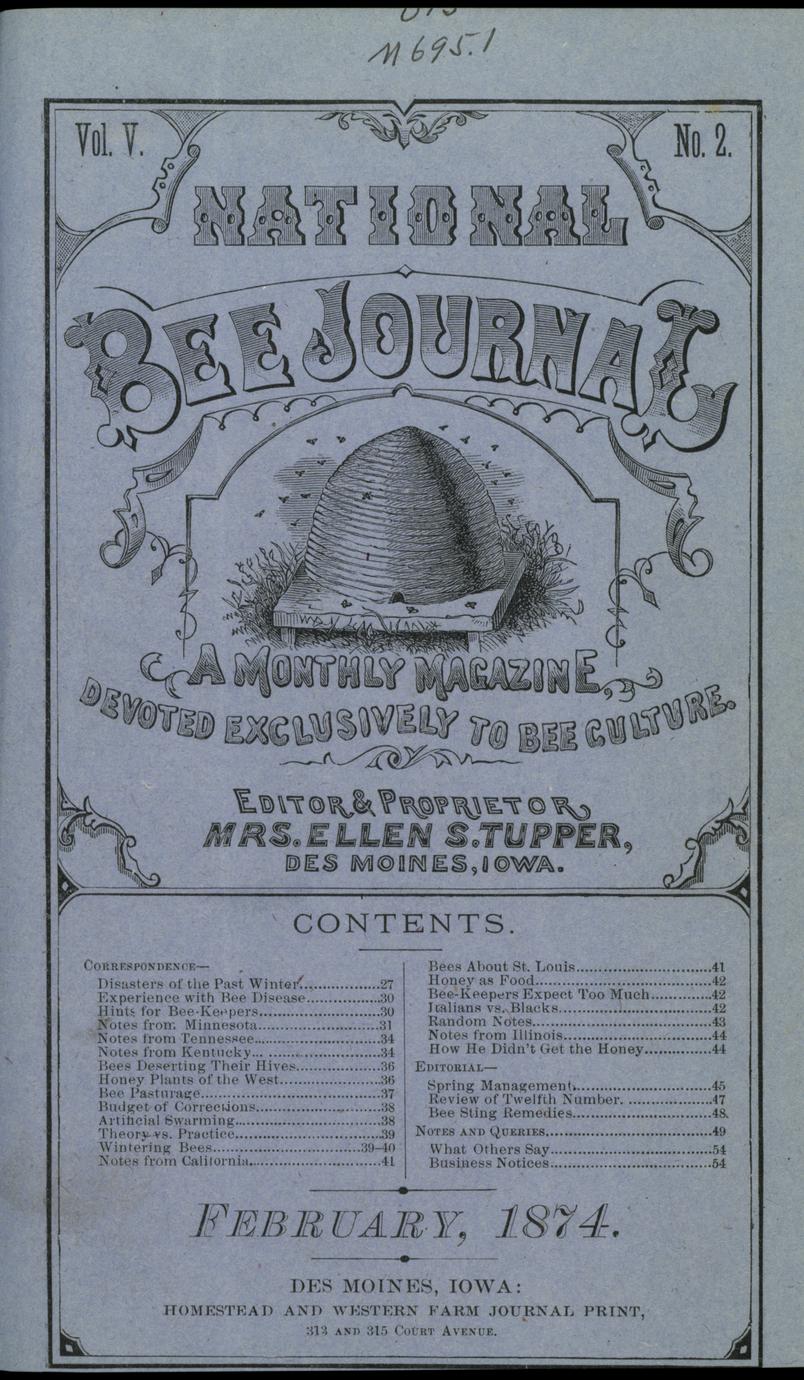 M695.1
Vol. V.
No. 2.
NATIONAL
BEE JOURNAL
A MONTHLY MAGAZINE,
DEVOTED EXCLUSIVELY TO BEE CULTURE.
EDITOR & PROPRIETOR,
MRS. ELLEN S. TUPPER,
DES MOINES, IOWA.
CONTENTS.
CORRESPONDENCE—
Disasters of the Past Winter................27
Experience with Bee Disease..............30
Hints for Bee-Keepers.......................30
Notes from Minnesota.......................31
Notes from Tennessee.......................34
Notes from Kentucky... ....................34
Bees Deserting Their Hives................36
Honey Plants of the West...................36
Bee Pasturage.................................37
Budget of Corrections.......................38
Artificial Swarming..........................38
Theory vs. Practice...........................39
Wintering Bees............................39-40
Notes from California.......................41
Bees About St. Louis.........................41
Honey as Food................................42
Bee-Keepers Expect Too Much............42
Italians vs. Blacks............................42
Random Notes................................43
Notes from Illinois............................44
How He Didn't Get the Honey.............44
EDITORIAL—
Spring Management.........................45
Review of Twelfth Number. ................47
Bee Sting Remedies..........................48
NOTES AND QUERIES.........................49
What Others Say..............................54
Business Notices..............................54
FEBRUARY, 1874.
DES MOINES, IOWA:
HOMESTEAD AND WESTERN FARM JOURNAL PRINT,
313 AND 315 COURT AVENUE.